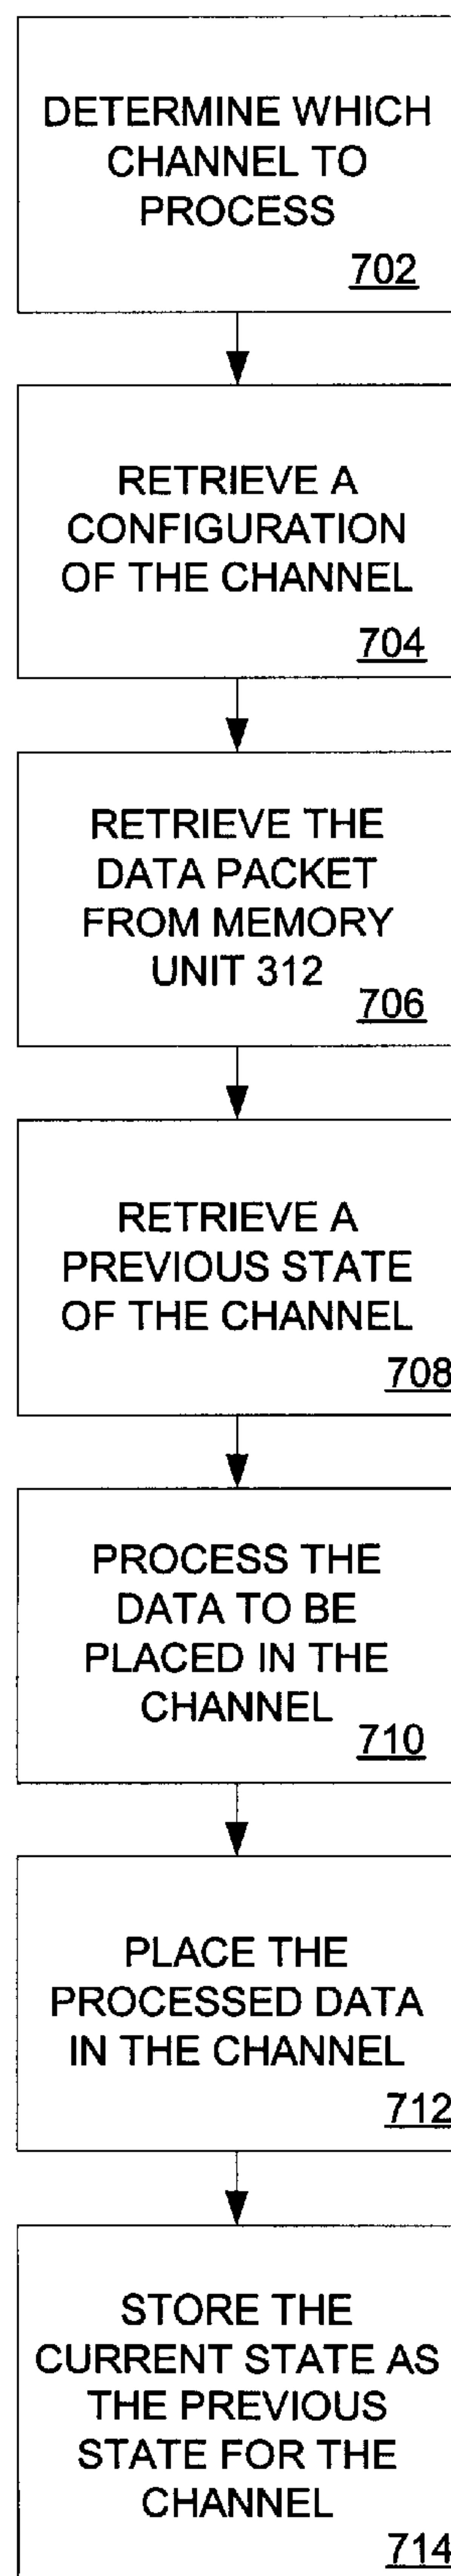 DETERMINE WHICH
CHANNEL TO
PROCESS
702
RETRIEVE A
CONFIGURATION
OF THE CHANNEL
704
RETRIEVE THE
DATA PACKET
FROM MEMORY
UNIT 312
706
RETRIEVE A
PREVIOUS STATE
OF THE CHANNEL
708
PROCESS THE
DATA TO BE
PLACED IN THE
CHANNEL
710
PLACE THE
PROCESSED DATA
IN THE CHANNEL
712
STORE THE
CURRENT STATE AS
THE PREVIOUS
STATE FOR THE
CHANNEL
714